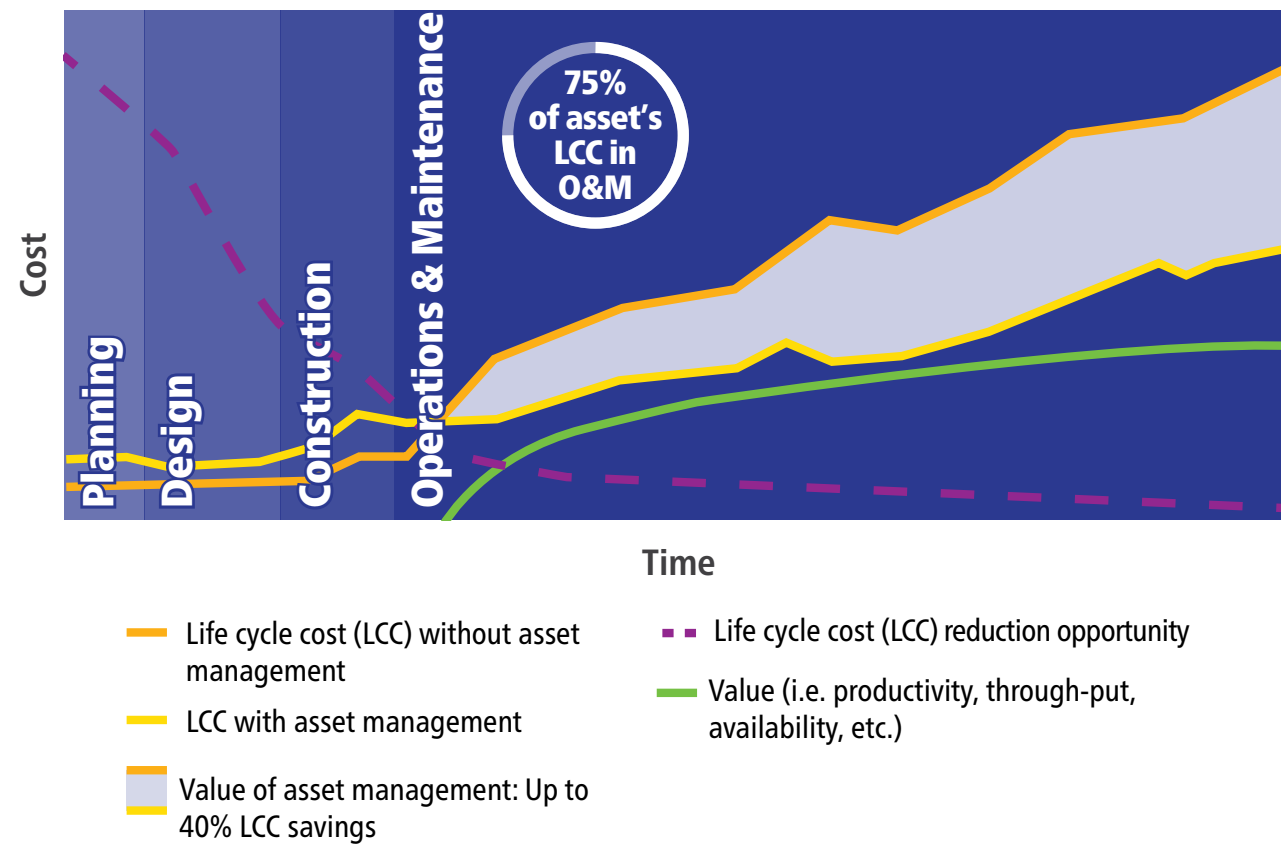 75%
of asset's
LCC in
O&M
Cost
Planning
Design
Construction
Operations & Maintenance
Time
Life cycle cost (LCC) without asset
management
LCC with asset management
Value of asset management: Up to
40% LCC savings
Life cycle cost (LCC) reduction opportunity
Value (i.e. productivity, through-put,
availability, etc.)